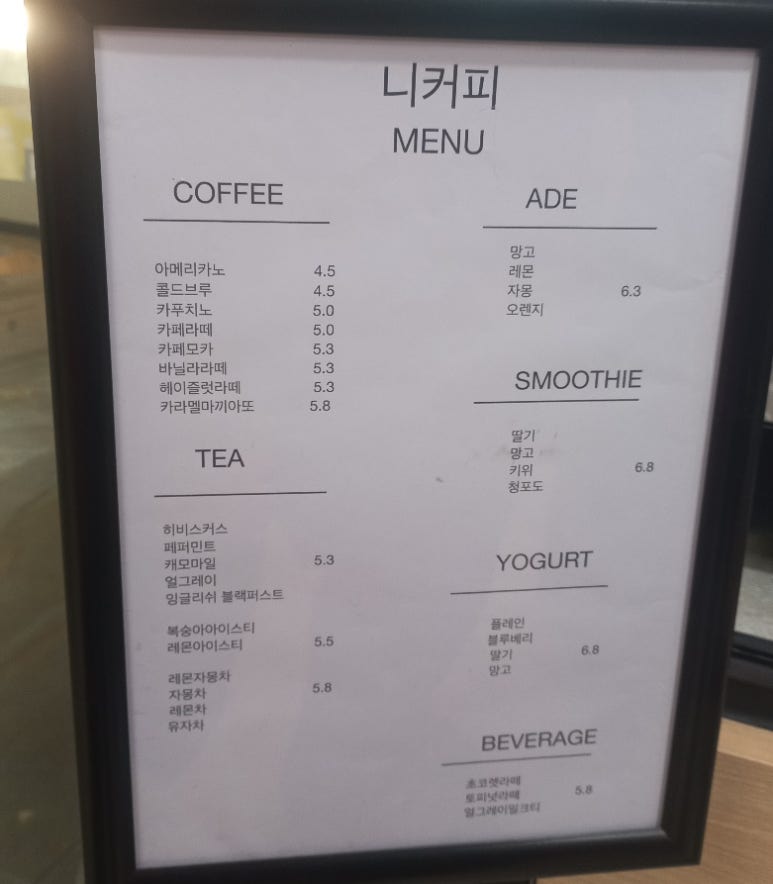 니커피
MENU
COFFEE
아메리카노 4.5
콜드브루 4.5
카푸치노 5.0
카페라떼 5.0
카페모카 5.3
바닐라라떼 5.3
헤이즐럿라떼 5.3
카라멜마끼아또 5.8
TEA
히비스커스
페퍼민트
캐모마일 5.3
얼그레이
잉글리쉬 블랙퍼스트
복숭아아이스티
레몬아이스티 5.5
레몬자몽차
자몽차 5.8
레몬차
유자차
ADE
망고
레몬
자몽 6.3
오렌지
SMOOTHIE
딸기
망고
키위 6.8
청포도
YOGURT
플레인
블루베리
딸기 6.8
망고
BEVERAGE
초코렛라떼
토피넛라떼 5.8
얼그레이밀크티